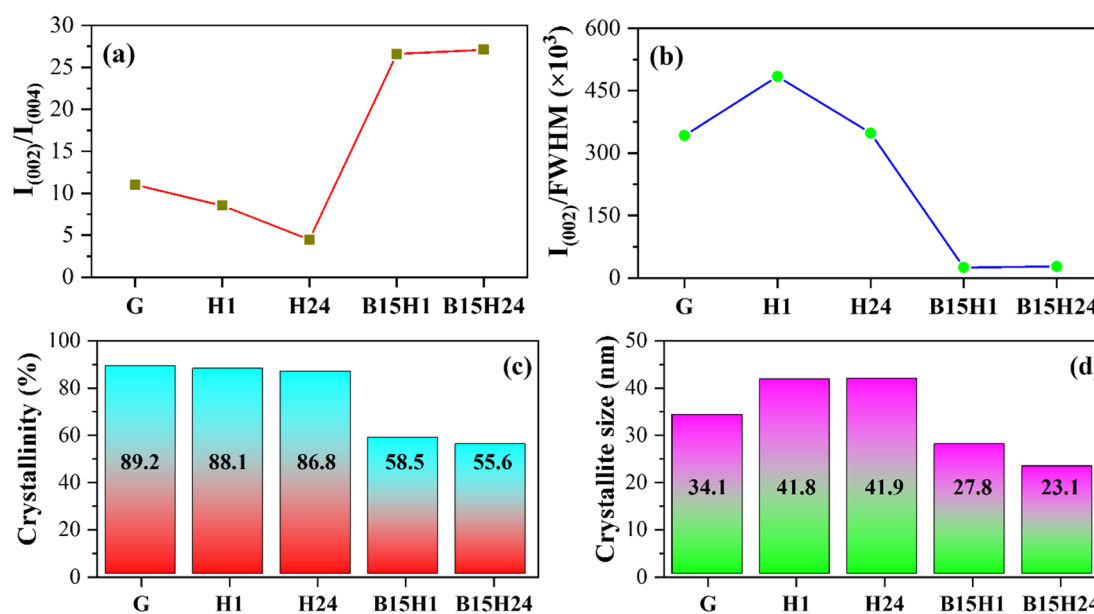 (a)
I(002)/I(004)
30
25
20
15
10
5
0
G H1 H24 B15H1 B15H24
(b)
I(002)/FWHM (×10³)
600
450
300
150
0
G H1 H24 B15H1 B15H24
(c)
Crystallinity (%)
100
80
60
40
20
0
89.2 88.1 86.8 58.5 55.6
G H1 H24 B15H1 B15H24
(d
Crystallite size (nm)
50
40
30
20
10
0
34.1 41.8 41.9 27.8 23.1
G H1 H24 B15H1 B15H24